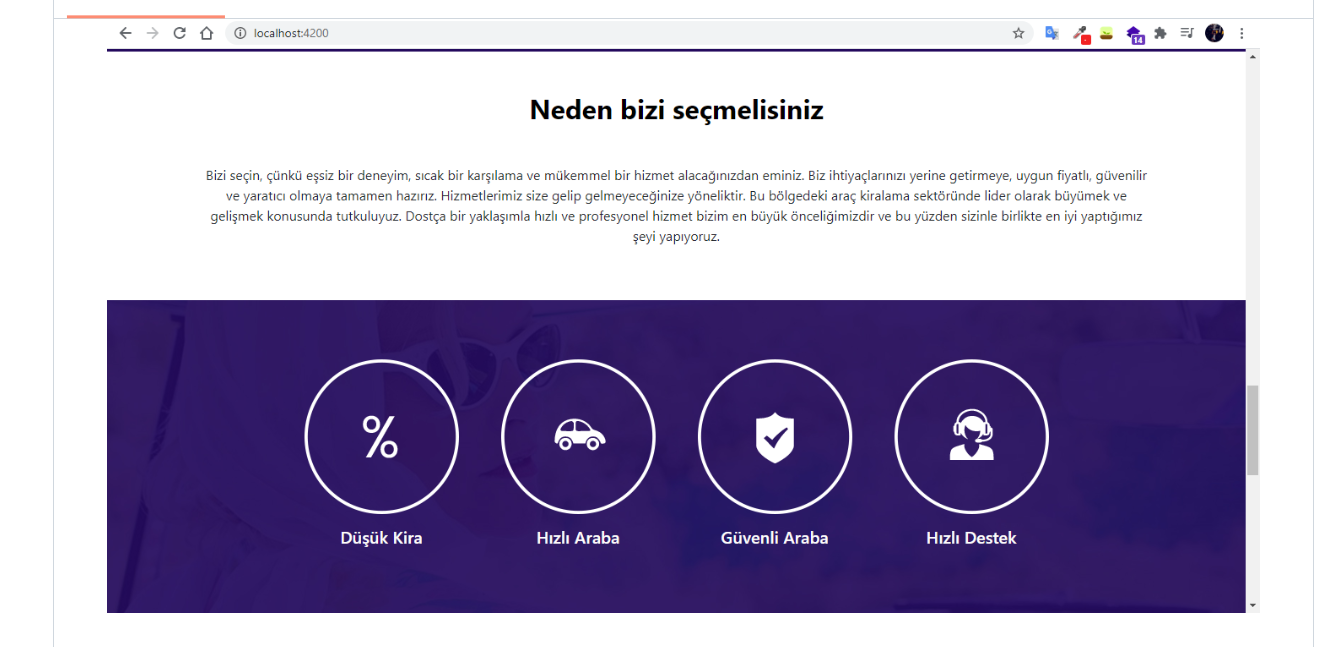 localhost:4200
14
Neden bizi seçmelisiniz
Bizi seçin, çünkü eşsiz bir deneyim, sıcak bir karşılama ve mükemmel bir hizmet alacağınızdan eminiz. Biz ihtiyaçlarınızı yerine getirmeye, uygun fiyatlı, güvenilir
ve yaratıcı olmaya tamamen hazırız. Hizmetlerimiz size gelip gelmeyeceğinize yöneliktir. Bu bölgedeki araç kiralama sektöründe lider olarak büyümek ve
gelişmek konusunda tutkuluyuz. Dostça bir yaklaşımla hızlı ve profesyonel hizmet bizim en büyük önceliğimizdir ve bu yüzden sizinle birlikte en iyi yaptığımız
şeyi yapıyoruz.
%
Düşük Kira
Hızlı Araba
Güvenli Araba
Hızlı Destek